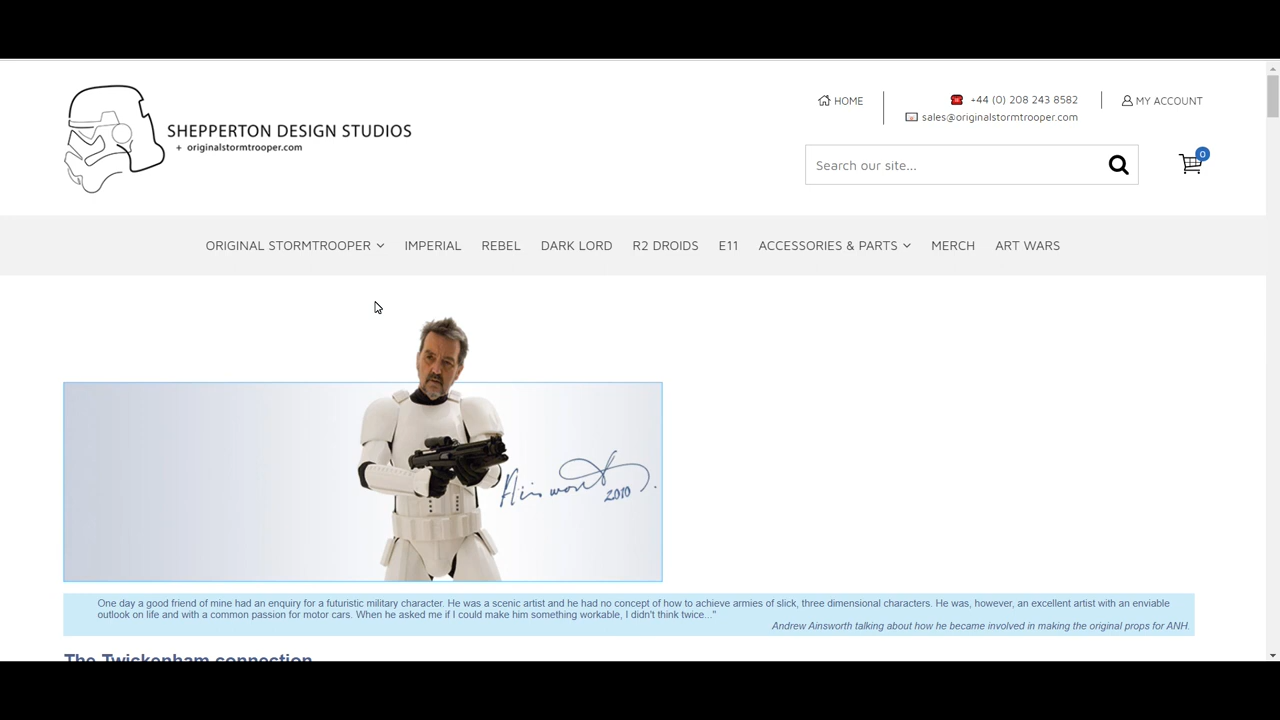 HOME
+44 (0) 208 243 8582
MY ACCOUNT
sales@originalstormtrooper.com
SHEPPERTON DESIGN STUDIOS
+ originalstormtrooper.com
Search our site...
0
ORIGINAL STORMTROOPER IMPERIAL REBEL DARK LORD R2 DROIDS E11 ACCESSORIES & PARTS MERCH ART WARS
Ainsworth
2010
One day a good friend of mine had an enquiry for a futuristic military character. He was a scenic artist and he had no concept of how to achieve armies of slick, three dimensional characters. He was, however, an excellent artist with an enviable
outlook on life and with a common passion for motor cars. When he asked me if I could make him something workable, I didn't think twice..."
Andrew Ainsworth talking about how he became involved in making the original props for ANH.
The Twickenham connection